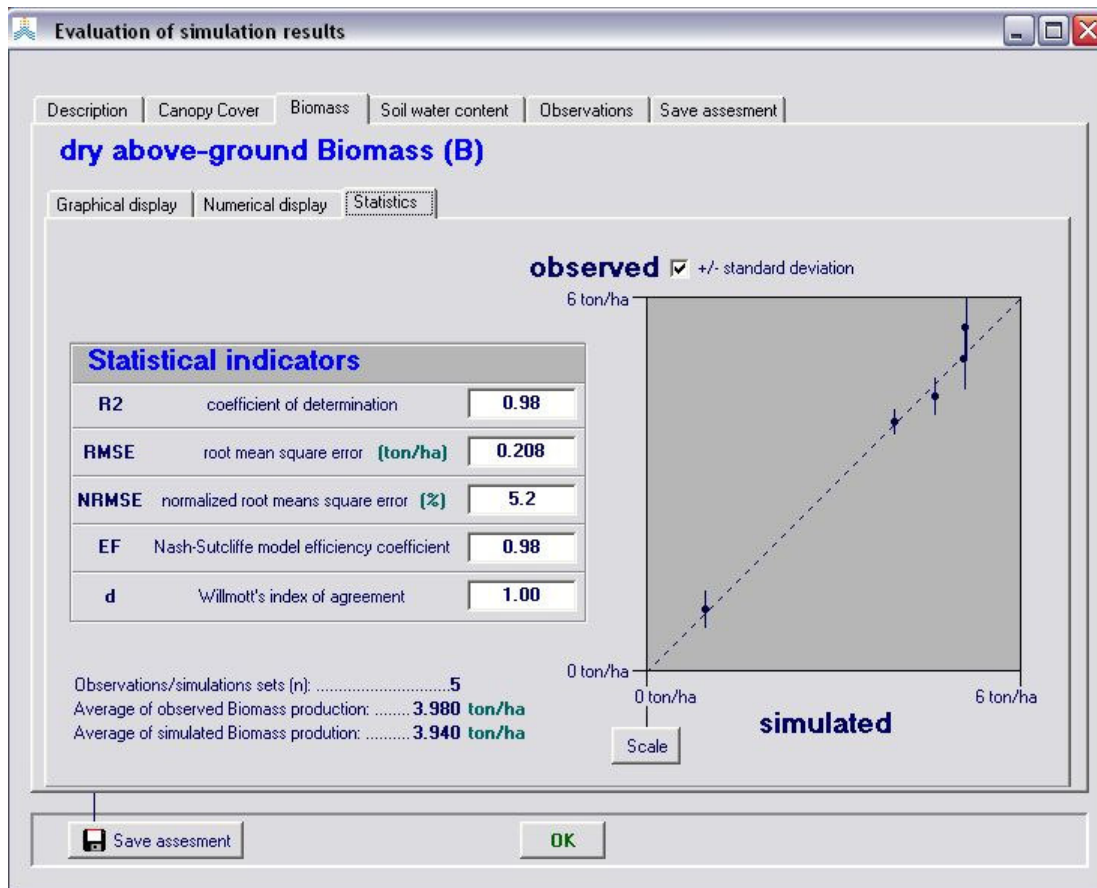 Evaluation of simulation results
Description Canopy Cover Biomass Soil water content Observations Save assesment
dry above-ground Biomass (B)
Graphical display Numerical display Statistics
observed +/- standard deviation
6 ton/ha
Statistical indicators
R2 coefficient of determination 0.98
RMSE root mean square error (ton/ha) 0.208
NRMSE normalized root means square error (%) 5.2
EF Nash-Sutcliffe model efficiency coefficient 0.98
d Willmott's index of agreement 1.00
0 ton/ha
0 ton/ha 6 ton/ha
simulated
Scale
Observations/simulations sets (n): ............................5
Average of observed Biomass production: ........3.980 ton/ha
Average of simulated Biomass prodution: ..........3.940 ton/ha
Save assesment OK